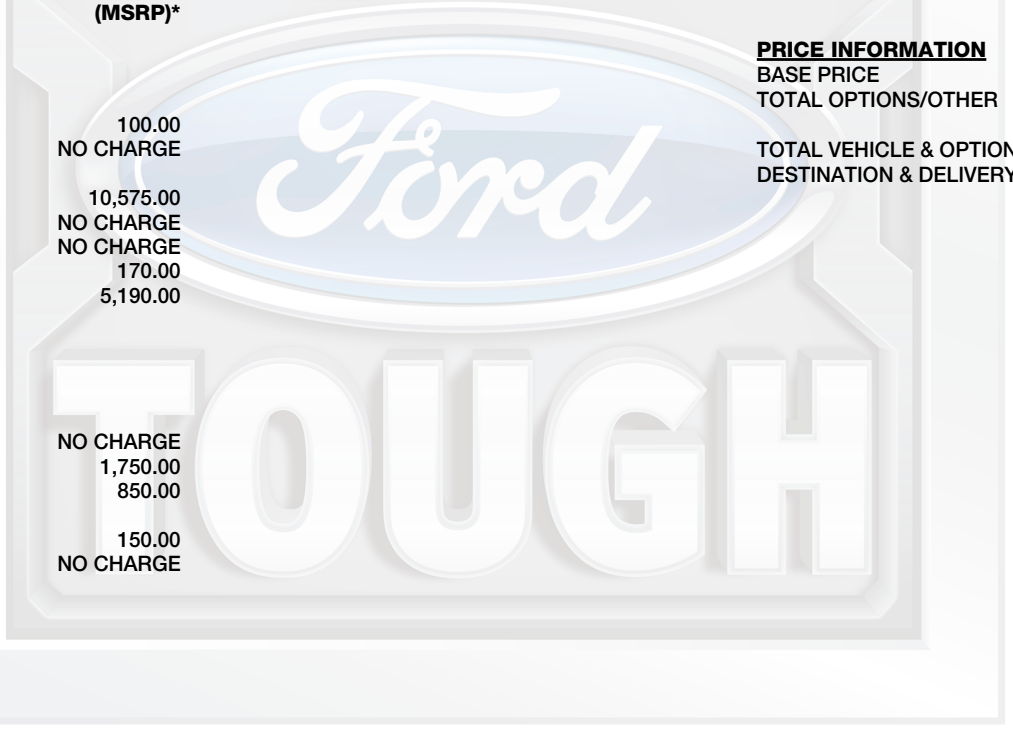 (MSRP)*
100.00
NO CHARGE
10,575.00
NO CHARGE
NO CHARGE
170.00
5,190.00
NO CHARGE
1,750.00
850.00
150.00
NO CHARGE
PRICE INFORMATION
BASE PRICE
TOTAL OPTIONS/OTHER
TOTAL VEHICLE & OPTION
DESTINATION & DELIVERY
Ford
TOUGH